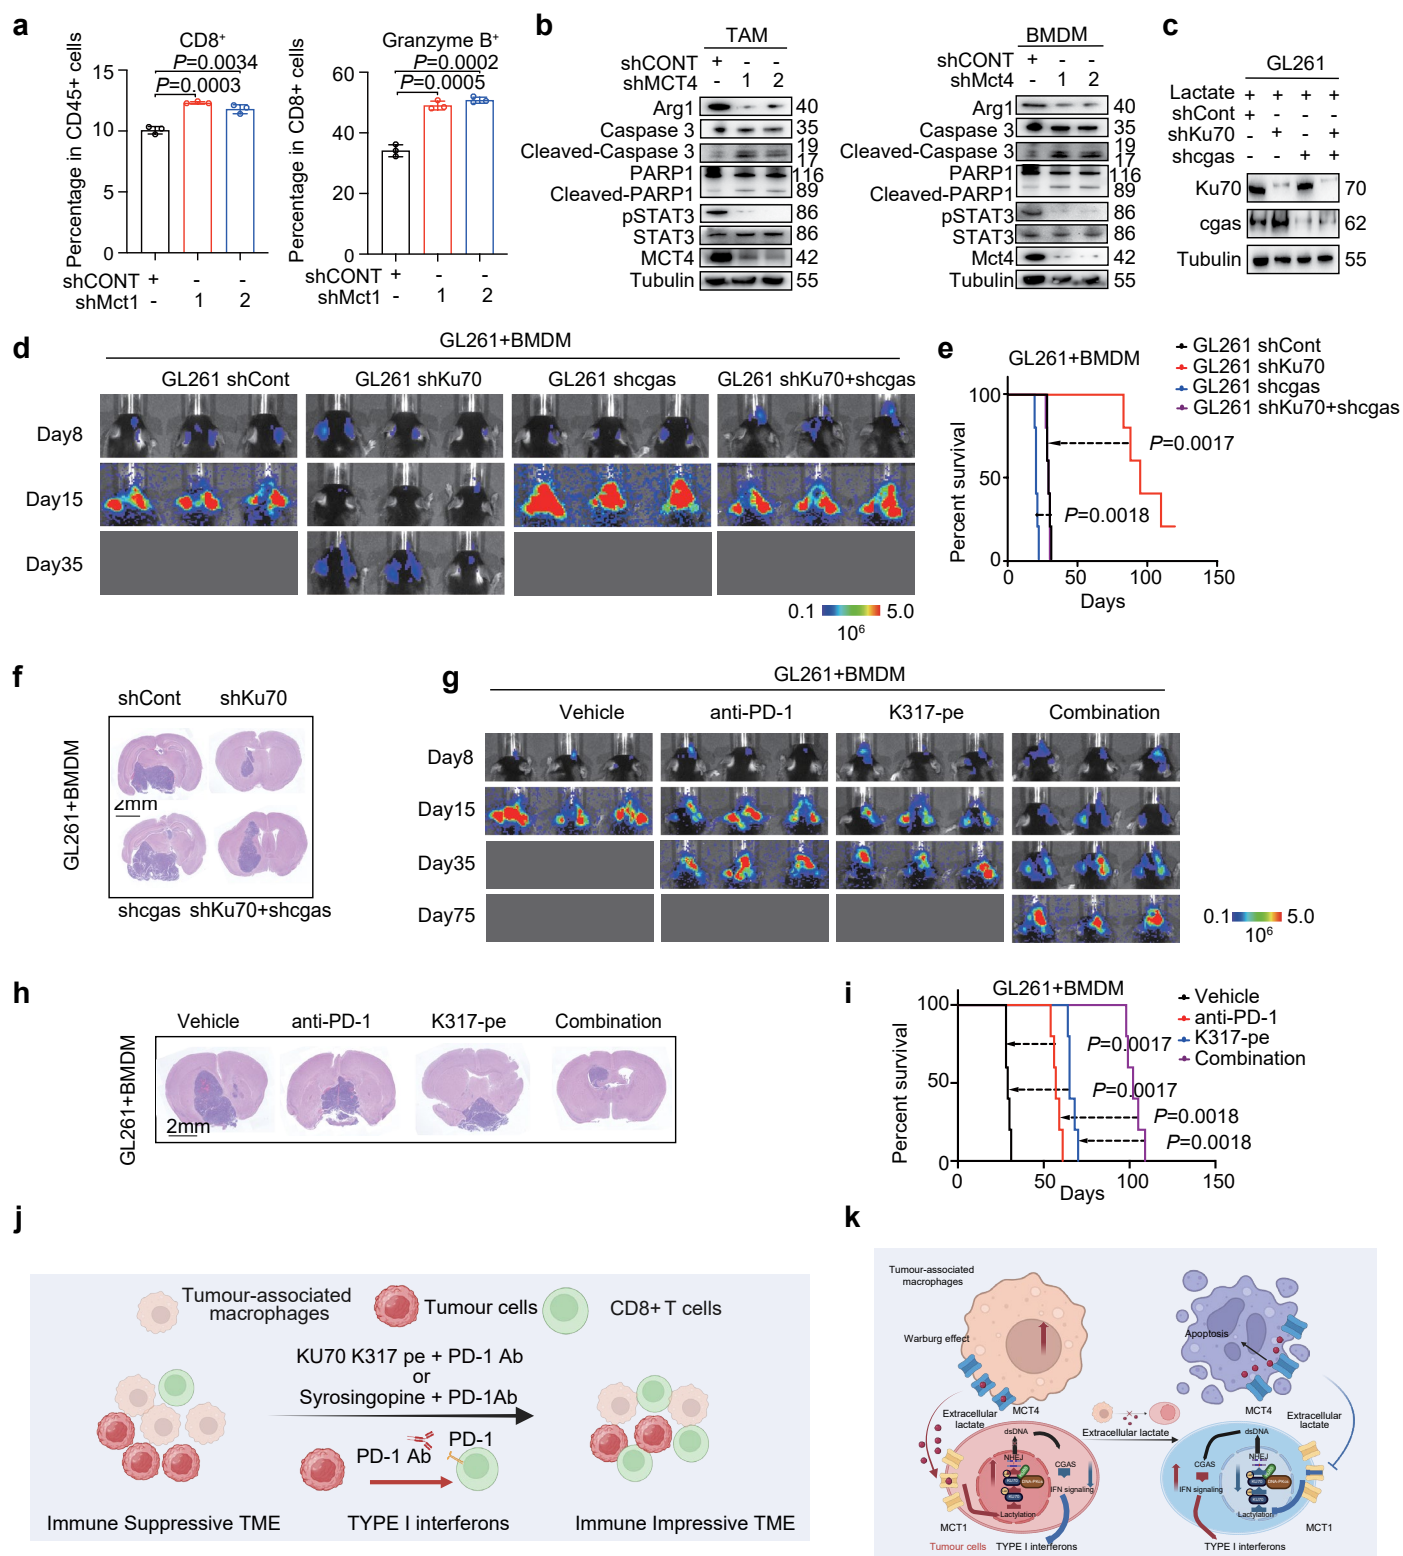 a
CD8+
P=0.0034
P=0.0003
Percentage in CD45+ cells
15
10
5
0
shCONT + - -
shMct1 - 1 2
Granzyme B+
P=0.0002
P=0.0005
Percentage in CD8+ cells
60
40
20
0
shCONT + - -
shMct1 - 1 2
b
TAM
shCONT + - -
shMCT4 - 1 2
Arg1 40
Caspase 3 35
Cleaved-Caspase 3 19
17
PARP1 116
Cleaved-PARP1 89
pSTAT3 86
STAT3 86
MCT4 42
Tubulin 55
BMDM
shCONT + - -
shMct4 - 1 2
Arg1 40
Caspase 3 35
Cleaved-Caspase 3 19
17
PARP1 116
Cleaved-PARP1 89
pSTAT3 86
STAT3 86
Mct4 42
Tubulin 55
c
GL261
Lactate + + + +
shCont + - - -
shKu70 - + - +
shcgas - - + +
Ku70 70
cgas 62
Tubulin 55
d
GL261+BMDM
GL261 shCont GL261 shKu70 GL261 shcgas GL261 shKu70+shcgas
Day8
Day15
Day35
0.1 5.0
10⁶
e
GL261+BMDM
GL261 shCont
GL261 shKu70
GL261 shcgas
GL261 shKu70+shcgas
Percent survival
100
50
0
P=0.0017
P=0.0018
0 50 100 150
Days
f
shCont shKu70
GL261+BMDM
2mm
shcgas shKu70+shcgas
g
GL261+BMDM
Vehicle anti-PD-1 K317-pe Combination
Day8
Day15
Day35
Day75
0.1 5.0
10⁶
h
Vehicle anti-PD-1 K317-pe Combination
GL261+BMDM
2mm
i
GL261+BMDM
Vehicle
anti-PD-1
K317-pe
Combination
Percent survival
100
50
0
P=0.0017
P=0.0017
P=0.0018
P=0.0018
0 50 100 150
Days
j
Tumour-associated
macrophages
Tumour cells
CD8+ T cells
KU70 K317 pe + PD-1 Ab
or
Syrosingopine + PD-1Ab
PD-1 Ab
PD-1
Immune Suppressive TME
TYPE I interferons
Immune Impressive TME
k
Tumour-associated
macrophages
Warburg effect
MCT4
Extracellular
lactate
dsDNA
NHEJ
KU70
DNA-PKcs
KU70
Lactylation
CGAS
IFN signaling
MCT1
Tumour cells
TYPE I interferons
Extracellular lactate
Apoptosis
MCT4
Extracellular
lactate
dsDNA
CGAS
NHEJ
IFN signaling
KU70
DNA-PKcs
KU70
Lactylation
MCT1
TYPE I interferons